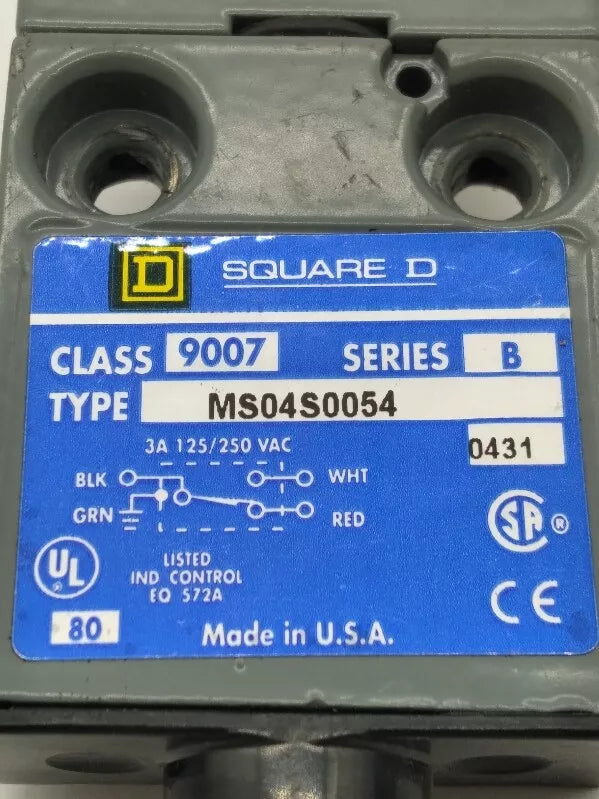 D SQUARE D
CLASS 9007 SERIES B
TYPE MS04S0054
3A 125/250 VAC
0431
BLK WHT
GRN RED
SA ®
UL ®
LISTED
IND CONTROL
EQ 572A
CE
80
Made in U.S.A.